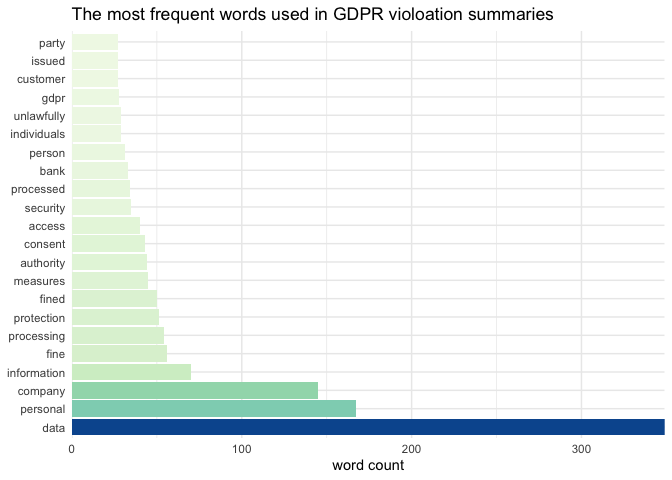 The most frequent words used in GDPR violoation summaries
party
issued
customer
gdpr
unlawfully
individuals
person
bank
processed
security
access
consent
authority
measures
fined
protection
processing
fine
information
company
personal
data
0 100 200 300
word count